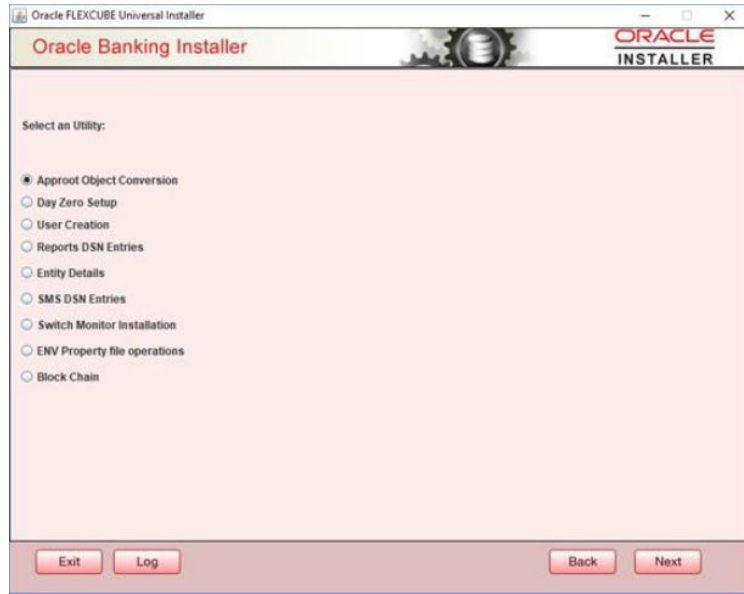 Oracle FLEXCUBE Universal Installer
Oracle Banking Installer
ORACLE
INSTALLER
Select an Utility:
Approot Object Conversion
Day Zero Setup
User Creation
Reports DSN Entries
Entity Details
SMS DSN Entries
Switch Monitor Installation
ENV Property file operations
Block Chain
Exit Log Back Next